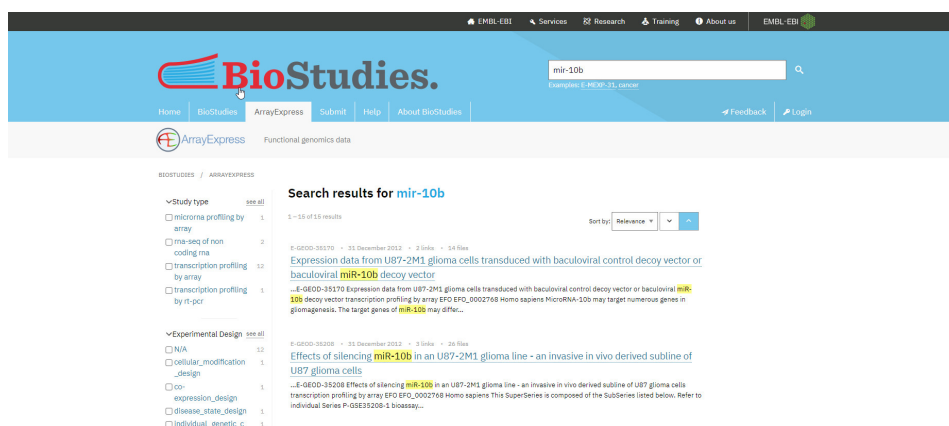 EMBL-EBI Services Research Training About us EMBL-EBI
BioStudies.
mir-10b
Examples: E-MEXP-31, cancer
Home BioStudies ArrayExpress Submit Help About BioStudies Feedback Login
ArrayExpress Functional genomics data
BIOSTUDIES / ARRAYEXPRESS
Search results for mir-10b
1 – 15 of 15 results
Sort by: Relevance
Study type see all
microrna profiling by array 1
rna-seq of non coding rna 2
transcription profiling by array 12
transcription profiling by rt-pcr 1
Experimental Design see all
N/A 12
cellular_modification
_design 1
co-
expression_design 1
disease_state_design 1
individual_genetic_c 1
E-GEOD-35170 • 31 December 2012 • 2 links • 14 files
Expression data from U87-2M1 glioma cells transduced with baculoviral control decoy vector or
baculoviral miR-10b decoy vector
...E-GEOD-35170 Expression data from U87-2M1 glioma cells transduced with baculoviral control decoy vector or baculoviral miR-
10b decoy vector transcription profiling by array EFO EFO_0002768 Homo sapiens MicroRNA-10b may target numerous genes in
gliomagenesis. The target genes of miR-10b may differ...
E-GEOD-35208 • 31 December 2012 • 3 links • 26 files
Effects of silencing miR-10b in an U87-2M1 glioma line - an invasive in vivo derived subline of
U87 glioma cells
...E-GEOD-35208 Effects of silencing miR-10b in an U87-2M1 glioma line - an invasive in vivo derived subline of U87 glioma cells
transcription profiling by array EFO EFO_0002768 Homo sapiens This SuperSeries is composed of the SubSeries listed below. Refer to
individual Series P-GSE35208-1 bioassay...